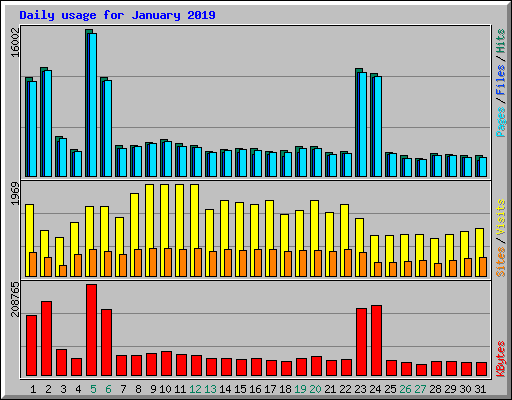 Daily usage for January 2019
16002
Pages / Files / Hits
1969
Sites / Visits
208765
KBytes
1 2 3 4 5 6 7 8 9 10 11 12 13 14 15 16 17 18 19 20 21 22 23 24 25 26 27 28 29 30 31